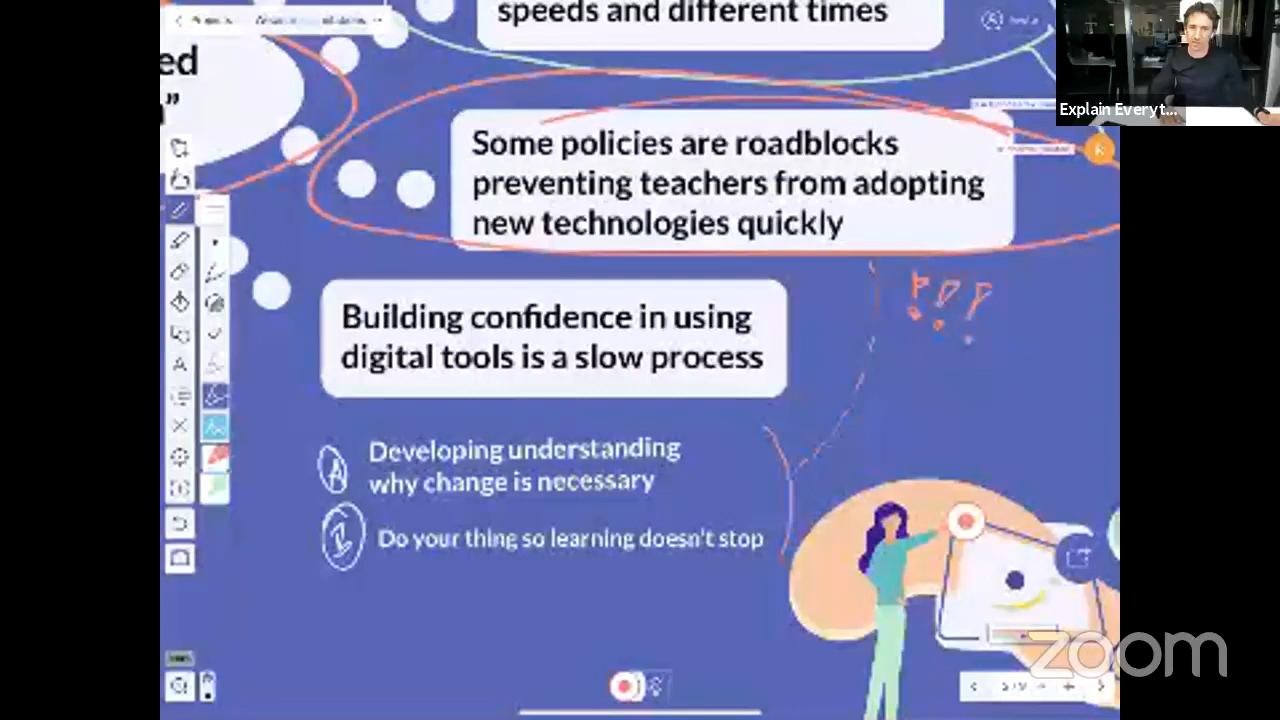 speeds and different times
ed
"
Explain Everyt...
Some policies are roadblocks
preventing teachers from adopting
new technologies quickly
Building confidence in using
digital tools is a slow process
Developing understanding
why change is necessary
Do your thing so learning doesn't stop
zoom